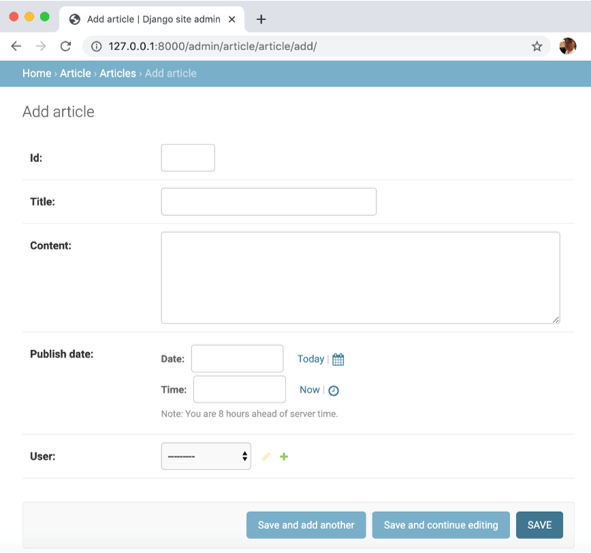 Add article | Django site admin
127.0.0.1:8000/admin/article/article/add/
Home › Article › Articles › Add article
Add article
Id:
Title:
Content:
Publish date:
Date: Today |
Time: Now |
Note: You are 8 hours ahead of server time.
User: ---------
Save and add another Save and continue editing SAVE